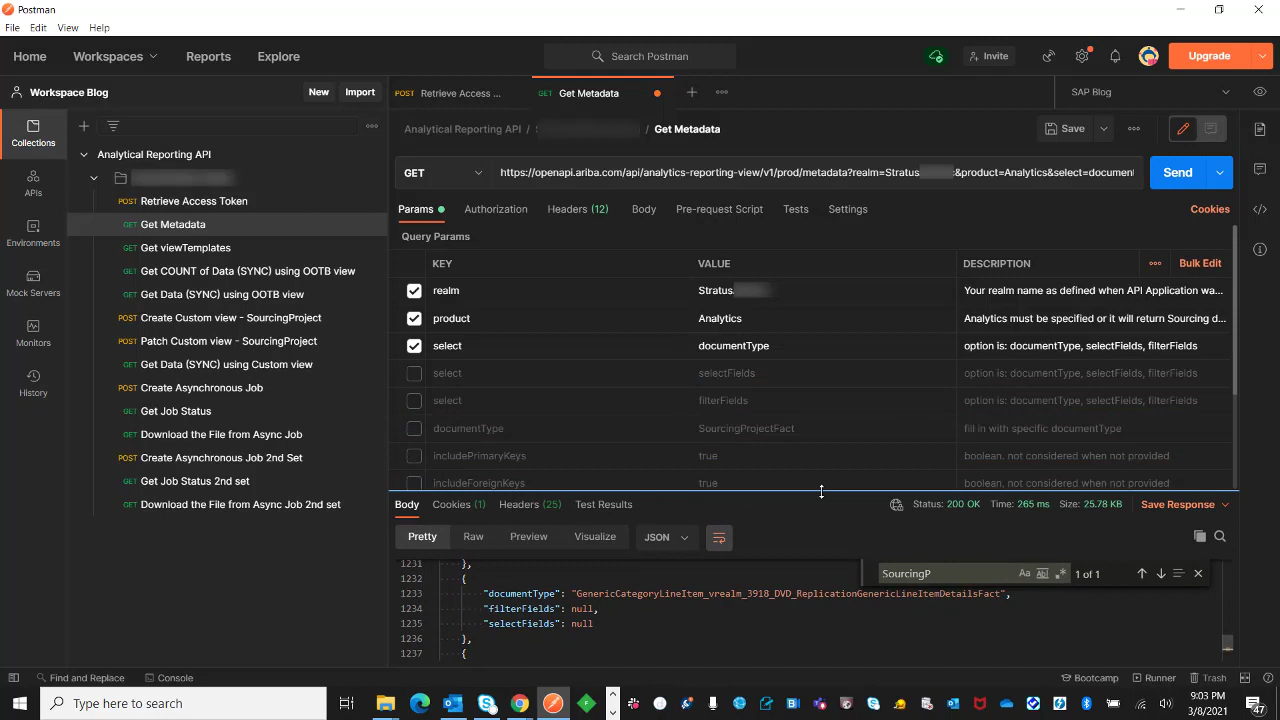 Postman
File Edit View Help
Home Workspaces Reports Explore Search Postman Invite Upgrade
Workspace Blog New Import POST Retrieve Access ... GET Get Metadata SAP Blog
Collections
APIs
Environments
Mock Servers
Monitors
History
Analytical Reporting API
POST Retrieve Access Token
GET Get Metadata
GET Get viewTemplates
GET Get COUNT of Data (SYNC) using OOTB view
GET Get Data (SYNC) using OOTB view
POST Create Custom view - SourcingProject
POST Patch Custom view - SourcingProject
GET Get Data (SYNC) using Custom view
POST Create Asynchronous Job
GET Get Job Status
GET Download the File from Async Job
POST Create Asynchronous Job 2nd Set
GET Get Job Status 2nd set
GET Download the File from Async Job 2nd set
Analytical Reporting API / / Get Metadata Save
GET https://openapi.ariba.com/api/analytics-reporting-view/v1/prod/metadata?realm=Stratus &product=Analytics&select=document Send
Params Authorization Headers (12) Body Pre-request Script Tests Settings Cookies
Query Params
KEY VALUE DESCRIPTION Bulk Edit
realm Stratus Your realm name as defined when API Application wa...
product Analytics Analytics must be specified or it will return Sourcing d...
select documentType option is: documentType, selectFields, filterFields
select selectFields option is: documentType, selectFields, filterFields
select filterFields option is: documentType, selectFields, filterFields
documentType SourcingProjectFact fill in with specific documentType
includePrimaryKeys true boolean. not considered when not provided
includeForeignKeys true boolean. not considered when not provided
Body Cookies (1) Headers (25) Test Results Status: 200 OK Time: 265 ms Size: 25.78 KB Save Response
Pretty Raw Preview Visualize JSON
SourcingP Aa Abl .* 1 of 1
1231 },
1232 {
1233 "documentType": "GenericCategoryLineItem_vrealm_3918_DVD_ReplicationGenericLineItemDetailsFact",
1234 "filterFields": null,
1235 "selectFields": null
1236 },
1237 {
Find and Replace Console Bootcamp Runner Trash
Type here to search
9:03 PM
3/8/2021
47